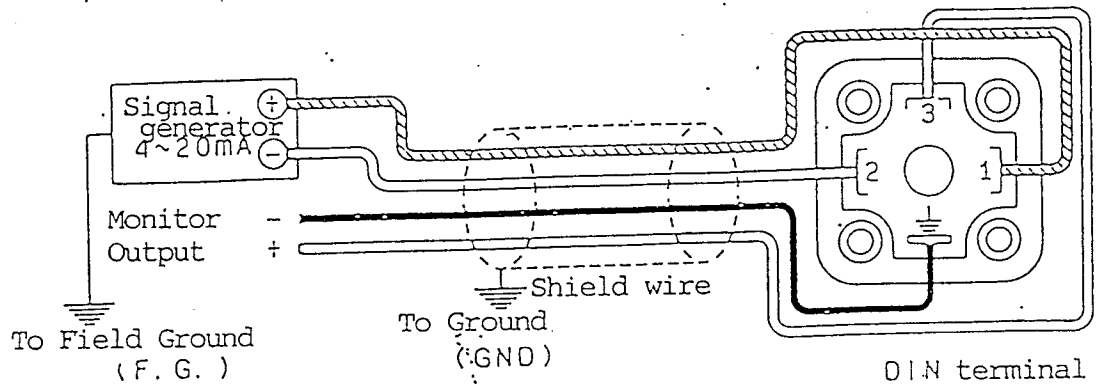 Signal
generator
4~20mA
+
−
Monitor −
Output +
Shield wire
To Field Ground
(F.G.)
To Ground
(GND)
3
2
1
DIN terminal